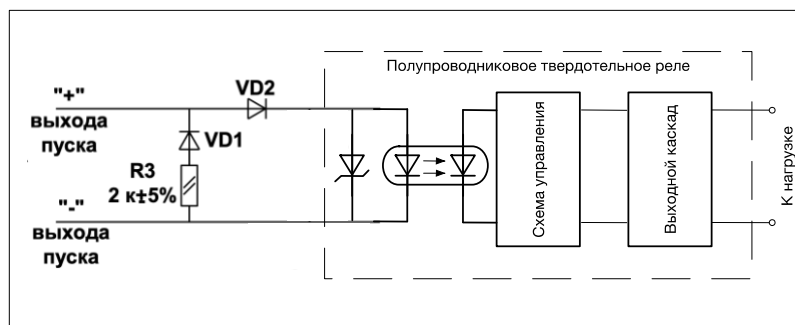 Полупроводниковое твердотельное реле
"+"
выхода
пуска
VD2
VD1
R3
2 к±5%
"-"
выхода
пуска
Схема управления
Выходной каскад
К нагрузке